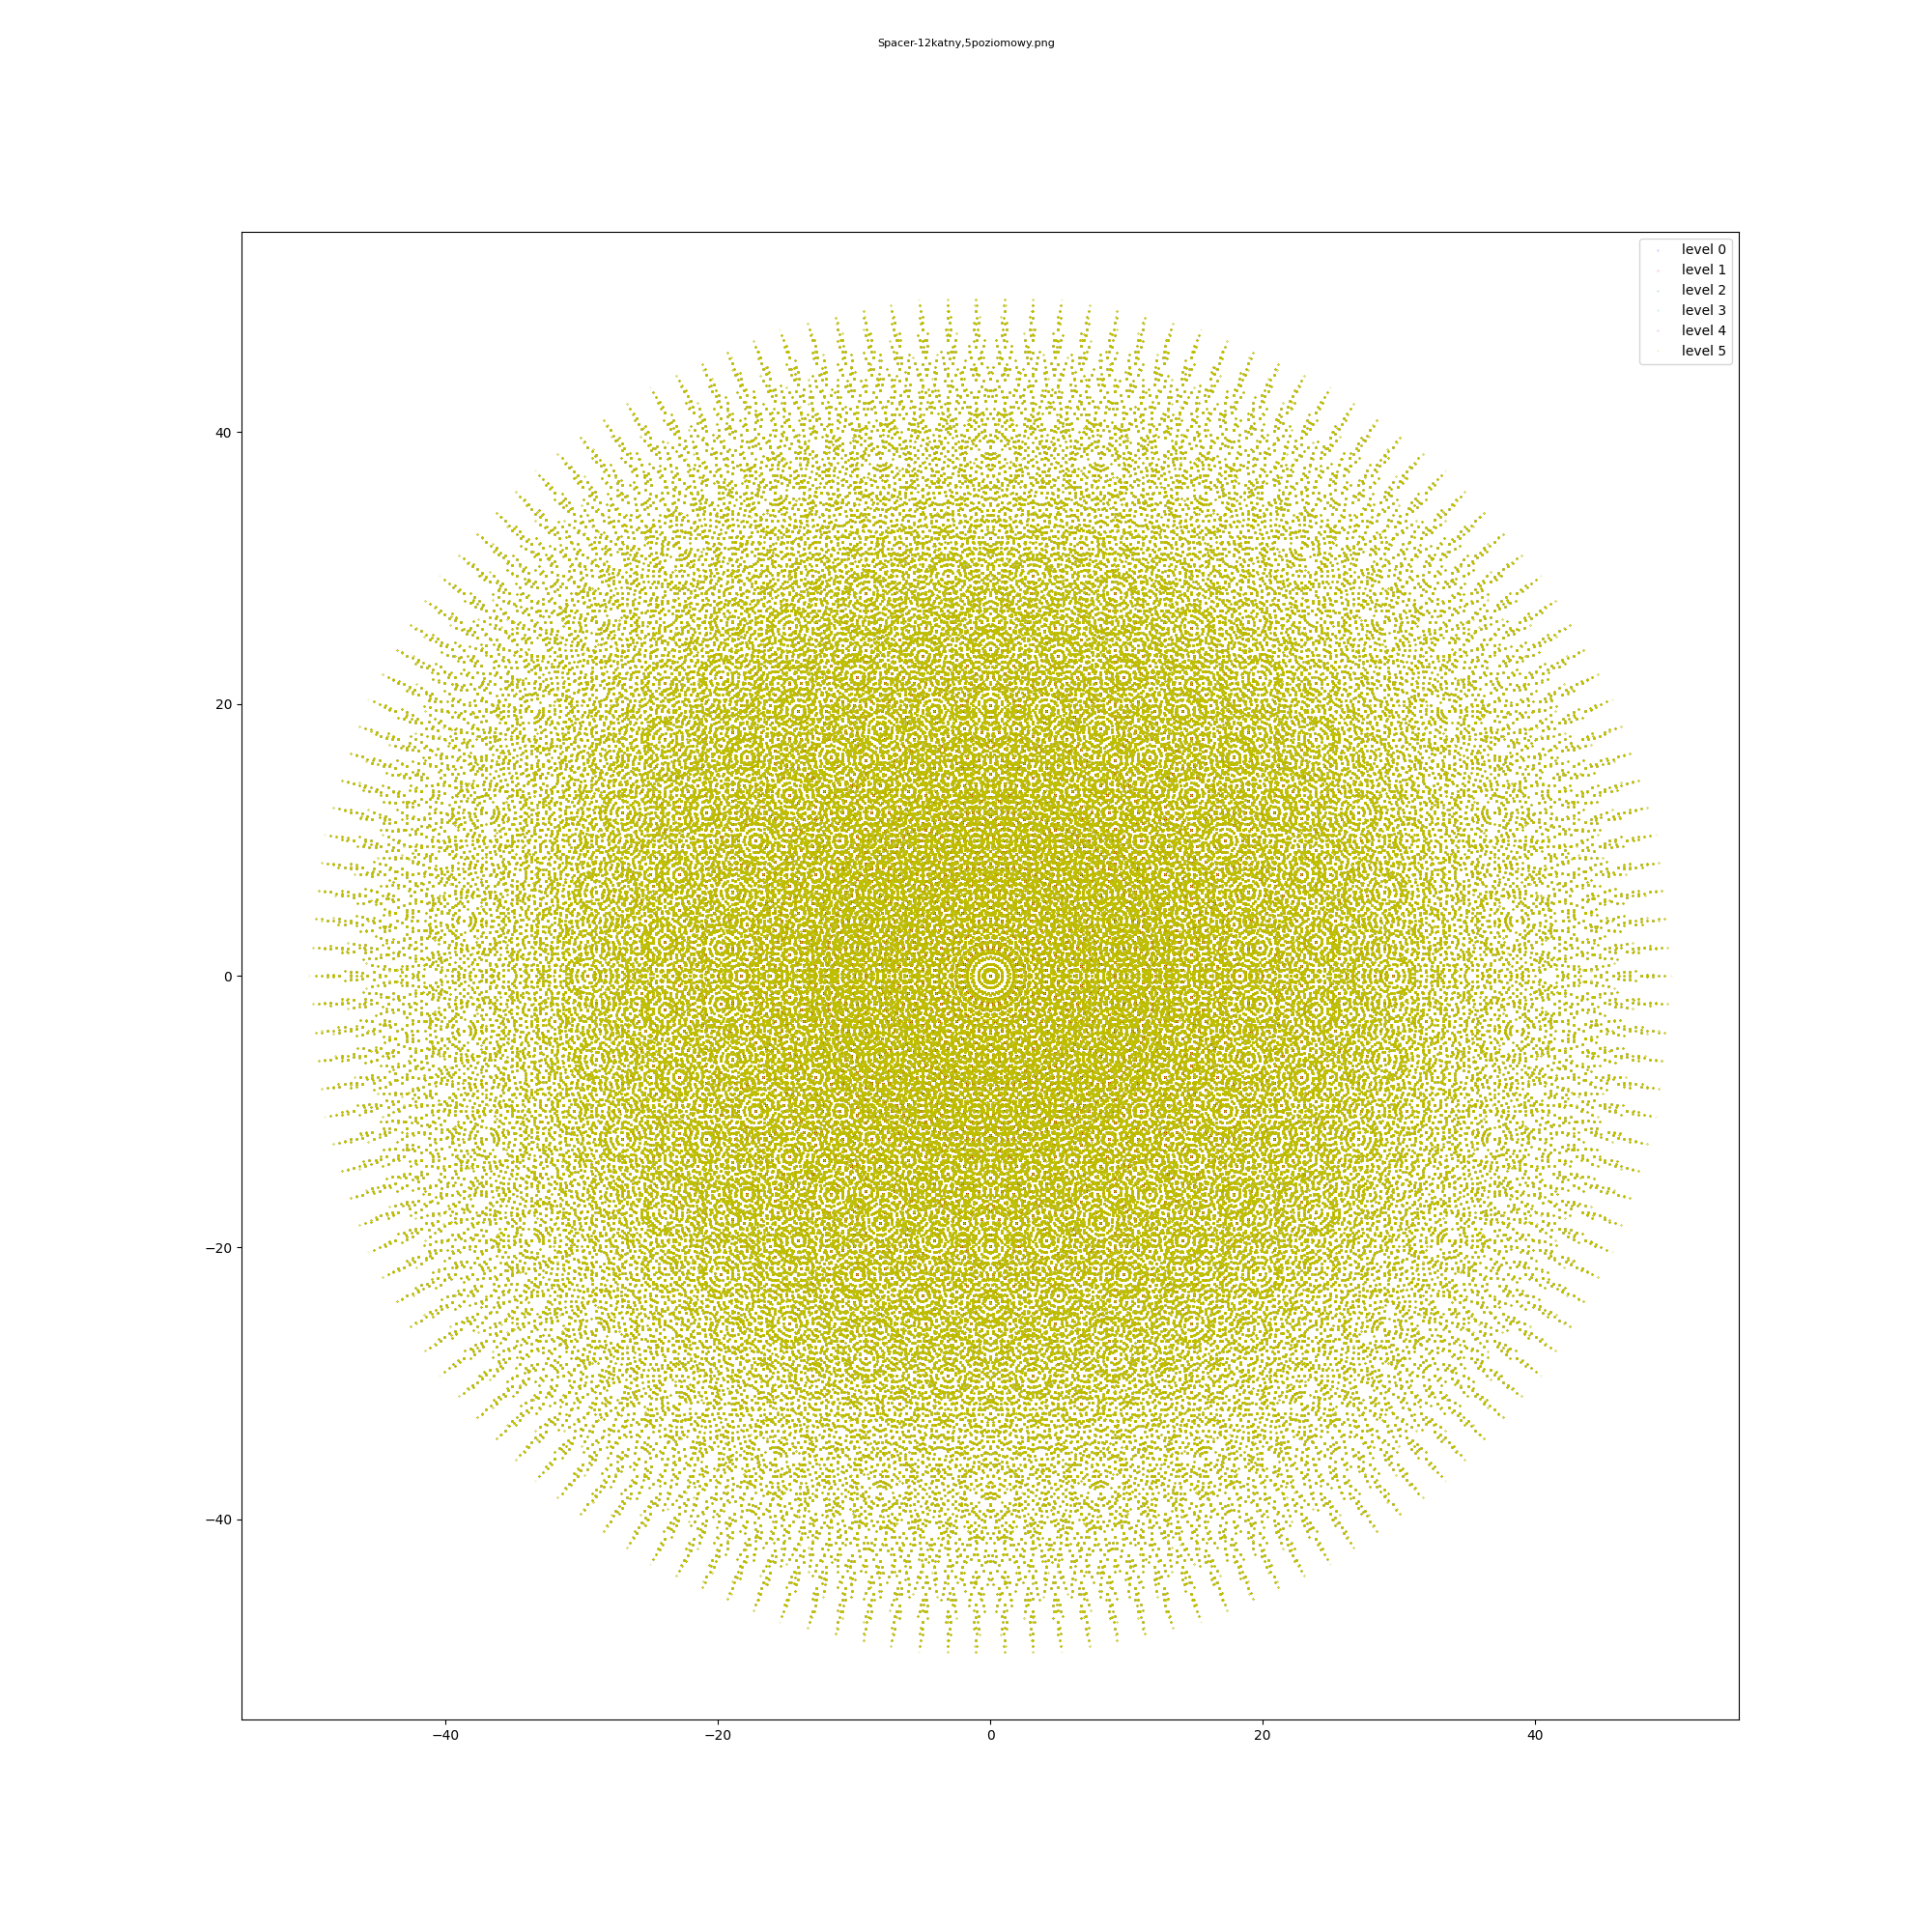 Spacer-12katny,5poziomowy.png
level 0
level 1
level 2
level 3
level 4
level 5
40
20
0
−20
−40
−40 −20 0 20 40